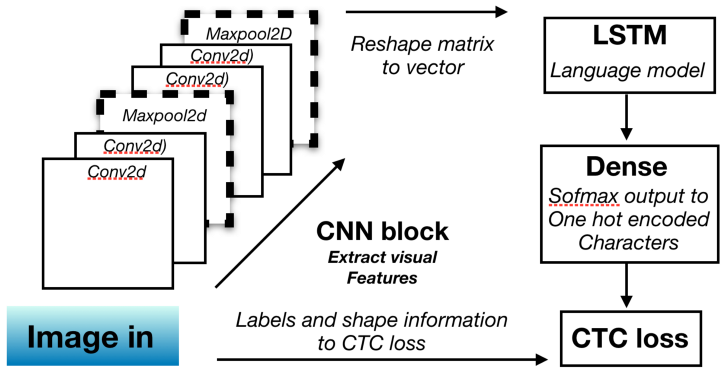 Maxpool2D
Conv2d)
Conv2d)
Maxpool2d
Conv2d)
Conv2d
Image in
CNN block
Extract visual
Features
Reshape matrix
to vector
Labels and shape information
to CTC loss
LSTM
Language model
Dense
Sofmax output to
One hot encoded
Characters
CTC loss